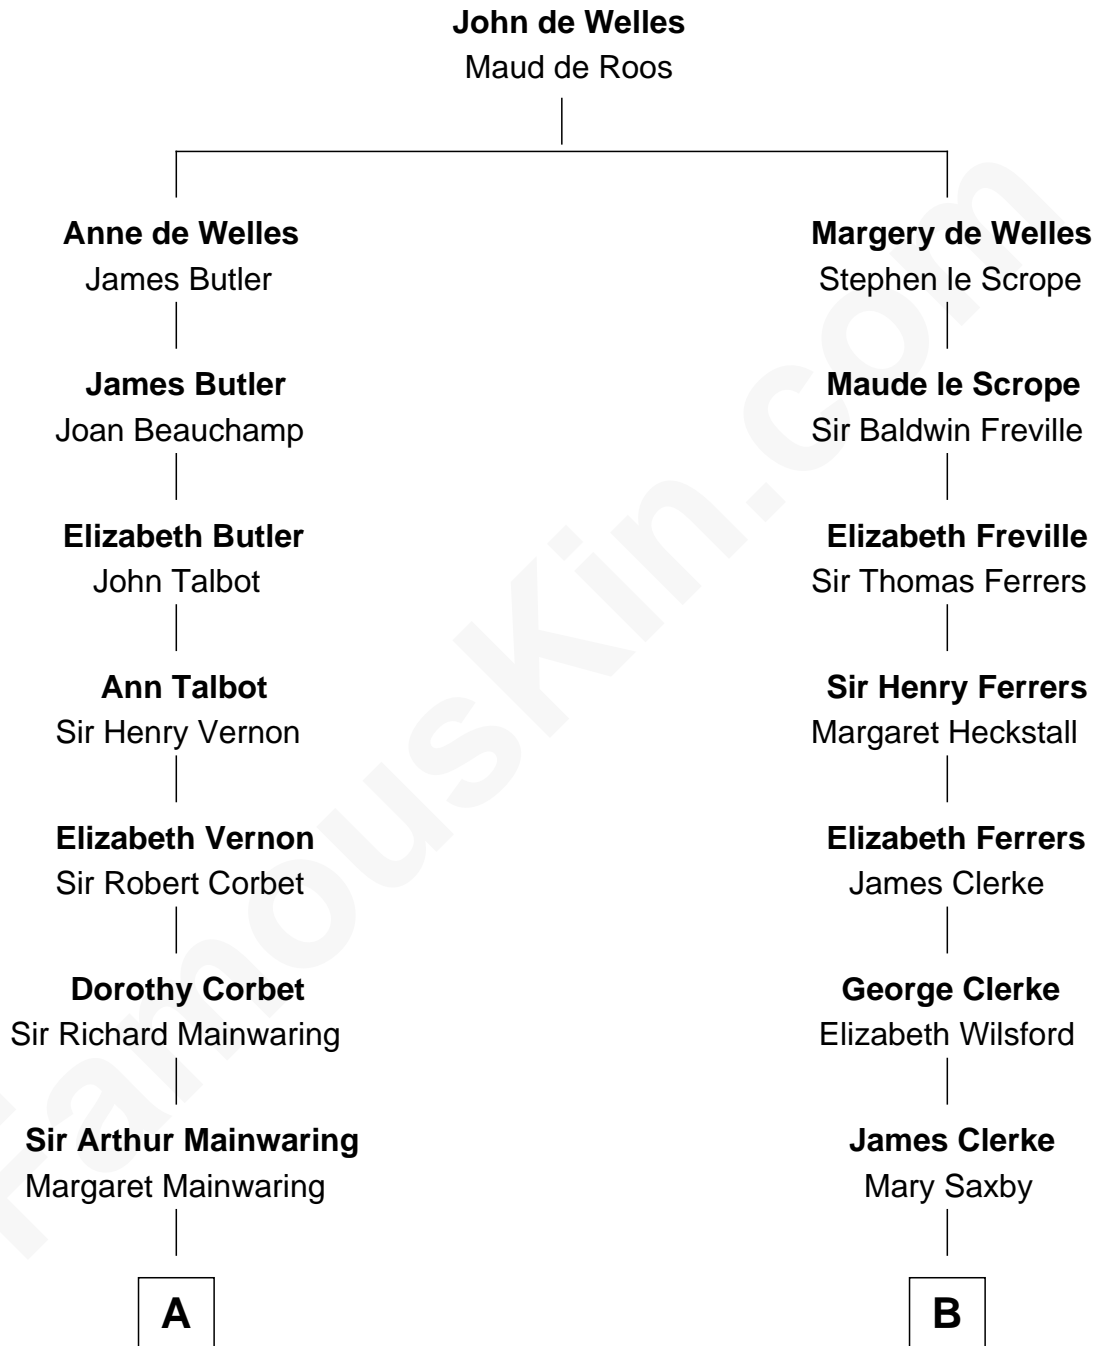 John de Welles
Maud de Roos
Anne de Welles
James Butler
James Butler
Joan Beauchamp
Elizabeth Butler
John Talbot
Ann Talbot
Sir Henry Vernon
Elizabeth Vernon
Sir Robert Corbet
Dorothy Corbet
Sir Richard Mainwaring
Sir Arthur Mainwaring
Margaret Mainwaring
A
Margery de Welles
Stephen le Scrope
Maude le Scrope
Sir Baldwin Freville
Elizabeth Freville
Sir Thomas Ferrers
Sir Henry Ferrers
Margaret Heckstall
Elizabeth Ferrers
James Clerke
George Clerke
Elizabeth Wilsford
James Clerke
Mary Saxby
B
FamousKin.com